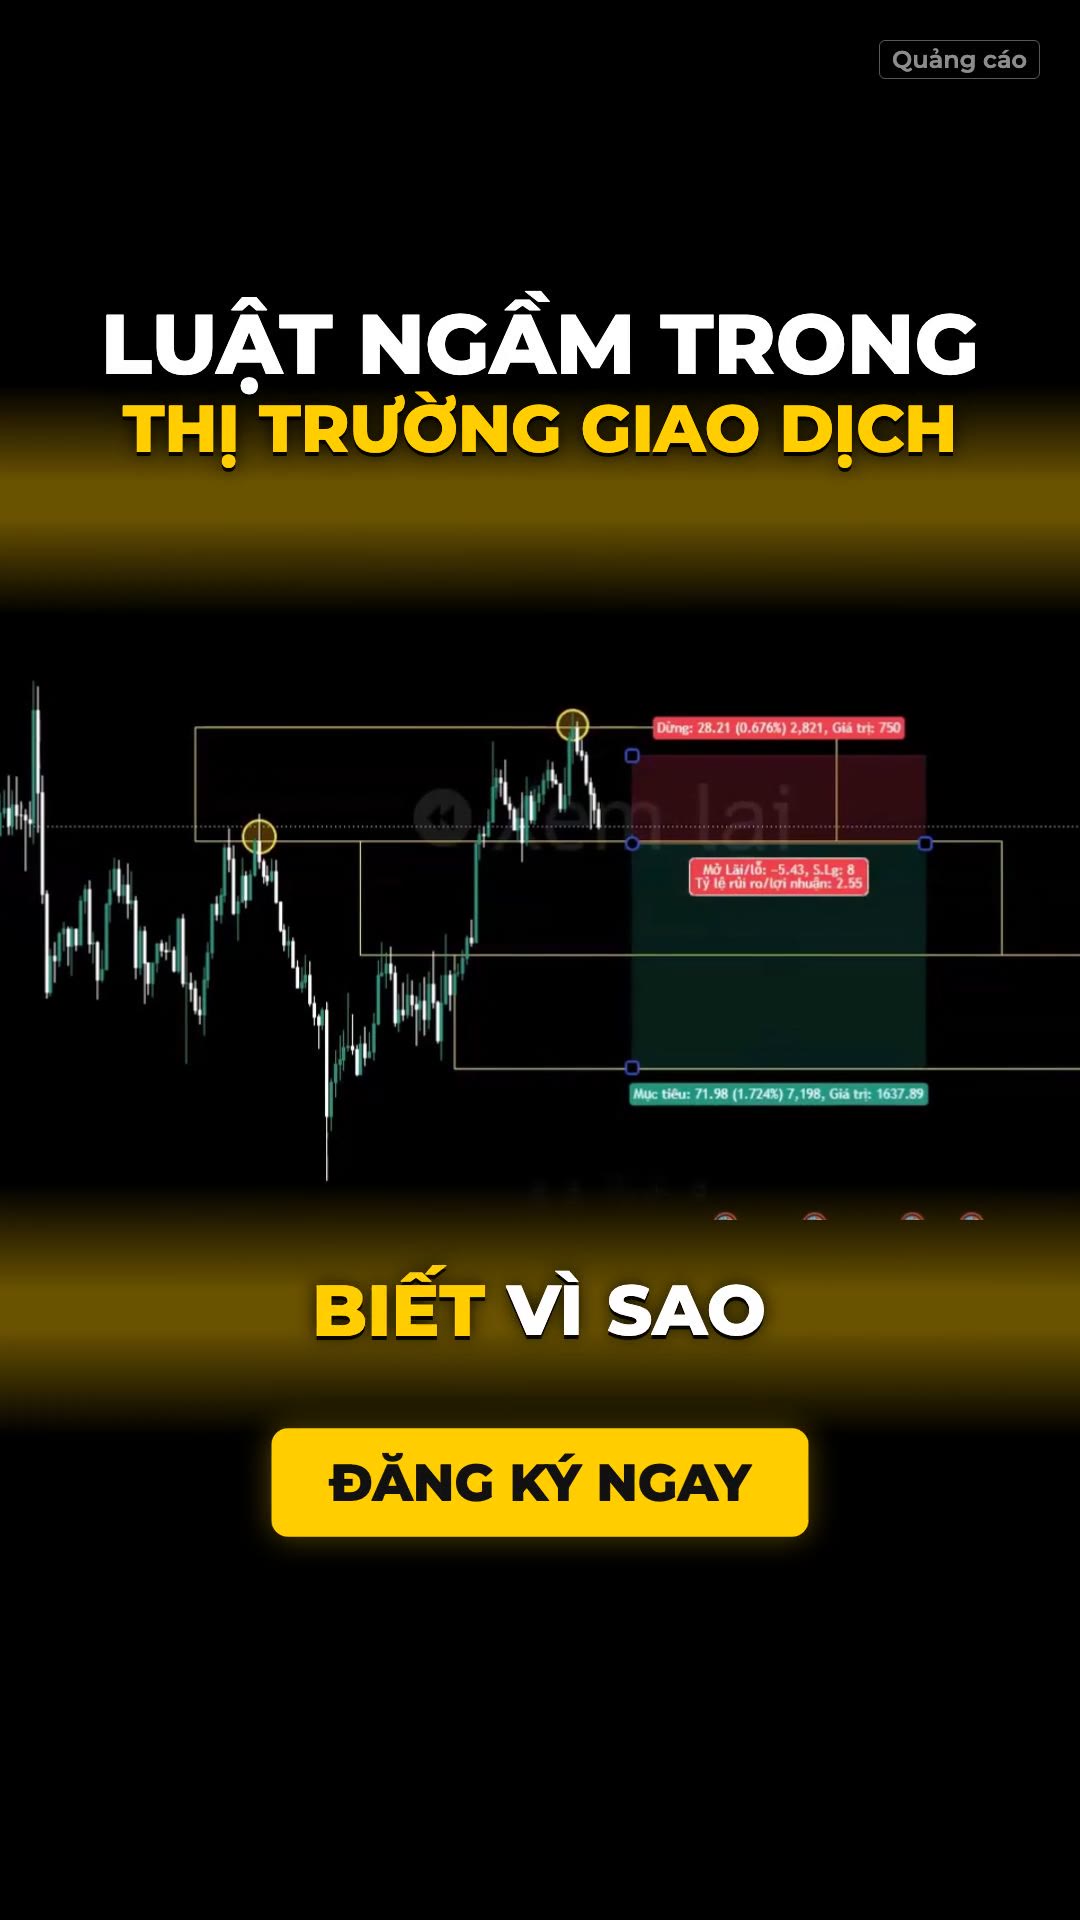 Quảng cáo
LUẬT NGẦM TRONG
THỊ TRƯỜNG GIAO DỊCH
Dừng: 28.21 (0.676%) 2,821, Giá trị: 750
Xem lại
Mở Lãi/lỗ: -5.43, S.Lg: 8
Tỷ lệ rủi ro/lợi nhuận: 2.55
Mục tiêu: 71.98 (1.724%) 7,198, Giá trị: 1637.89
BIẾT VÌ SAO
ĐĂNG KÝ NGAY